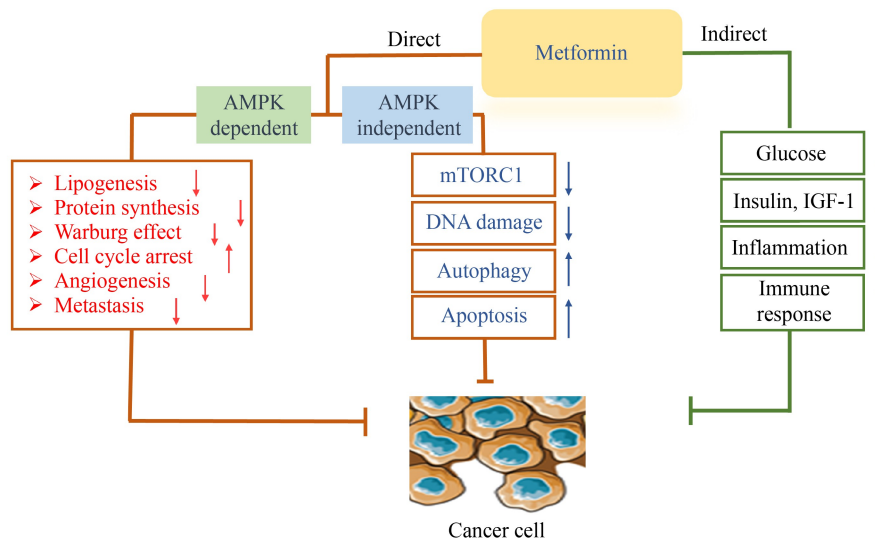 Direct
Metformin
Indirect
AMPK
dependent
AMPK
independent
Lipogenesis
Protein synthesis
Warburg effect
Cell cycle arrest
Angiogenesis
Metastasis
mTORC1
DNA damage
Autophagy
Apoptosis
Glucose
Insulin, IGF-1
Inflammation
Immune
response
Cancer cell